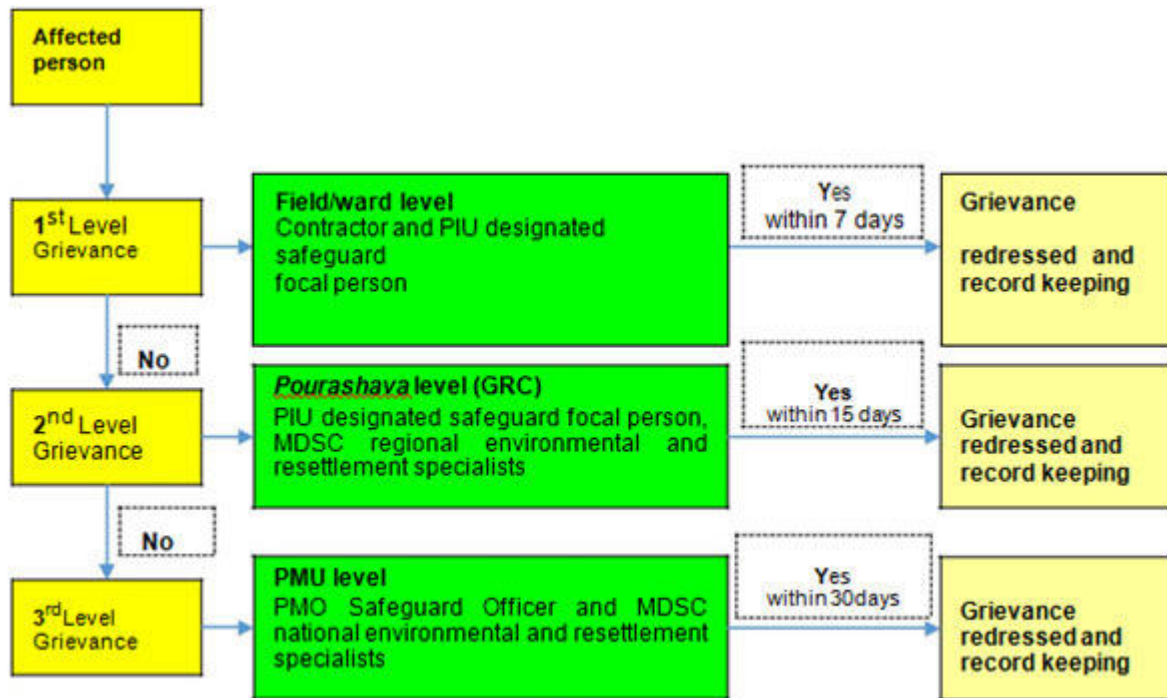 Affected
person
1st Level
Grievance
Field/ward level
Contractor and PIU designated
safeguard
focal person
Yes
within 7 days
Grievance
redressed and
record keeping
No
2nd Level
Grievance
Pourashava level (GRC)
PIU designated safeguard focal person,
MDSC regional environmental and
resettlement specialists
Yes
within 15 days
Grievance
redressed and
record keeping
No
3rd Level
Grievance
PMU level
PMO Safeguard Officer and MDSC
national environmental and resettlement
specialists
Yes
within 30days
Grievance
redressed and
record keeping